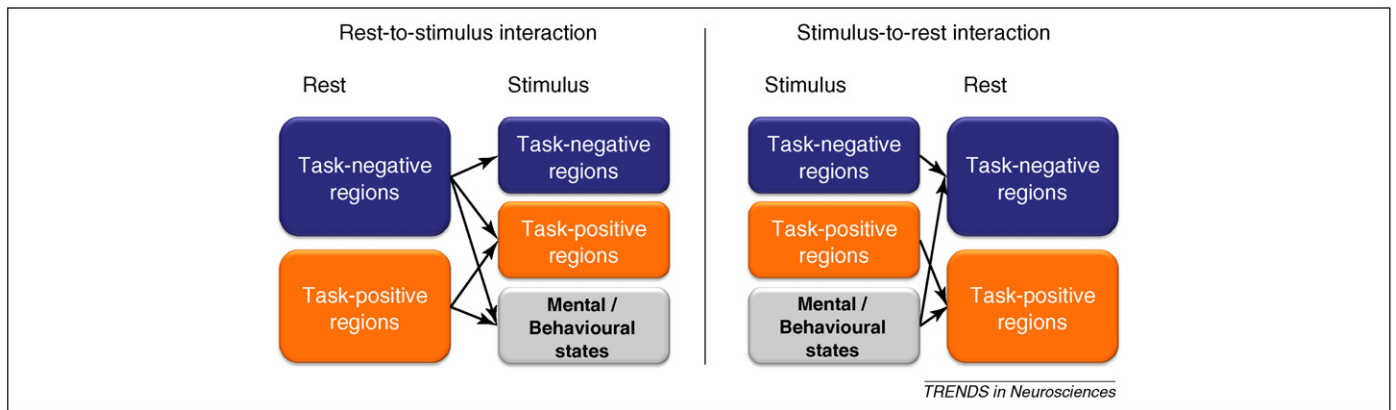 Rest-to-stimulus interaction
Rest
Stimulus
Task-negative
regions
Task-positive
regions
Task-negative
regions
Task-positive
regions
Mental /
Behavioural
states
Stimulus-to-rest interaction
Stimulus
Rest
Task-negative
regions
Task-positive
regions
Mental /
Behavioural
states
Task-negative
regions
Task-positive
regions
TRENDS in Neurosciences